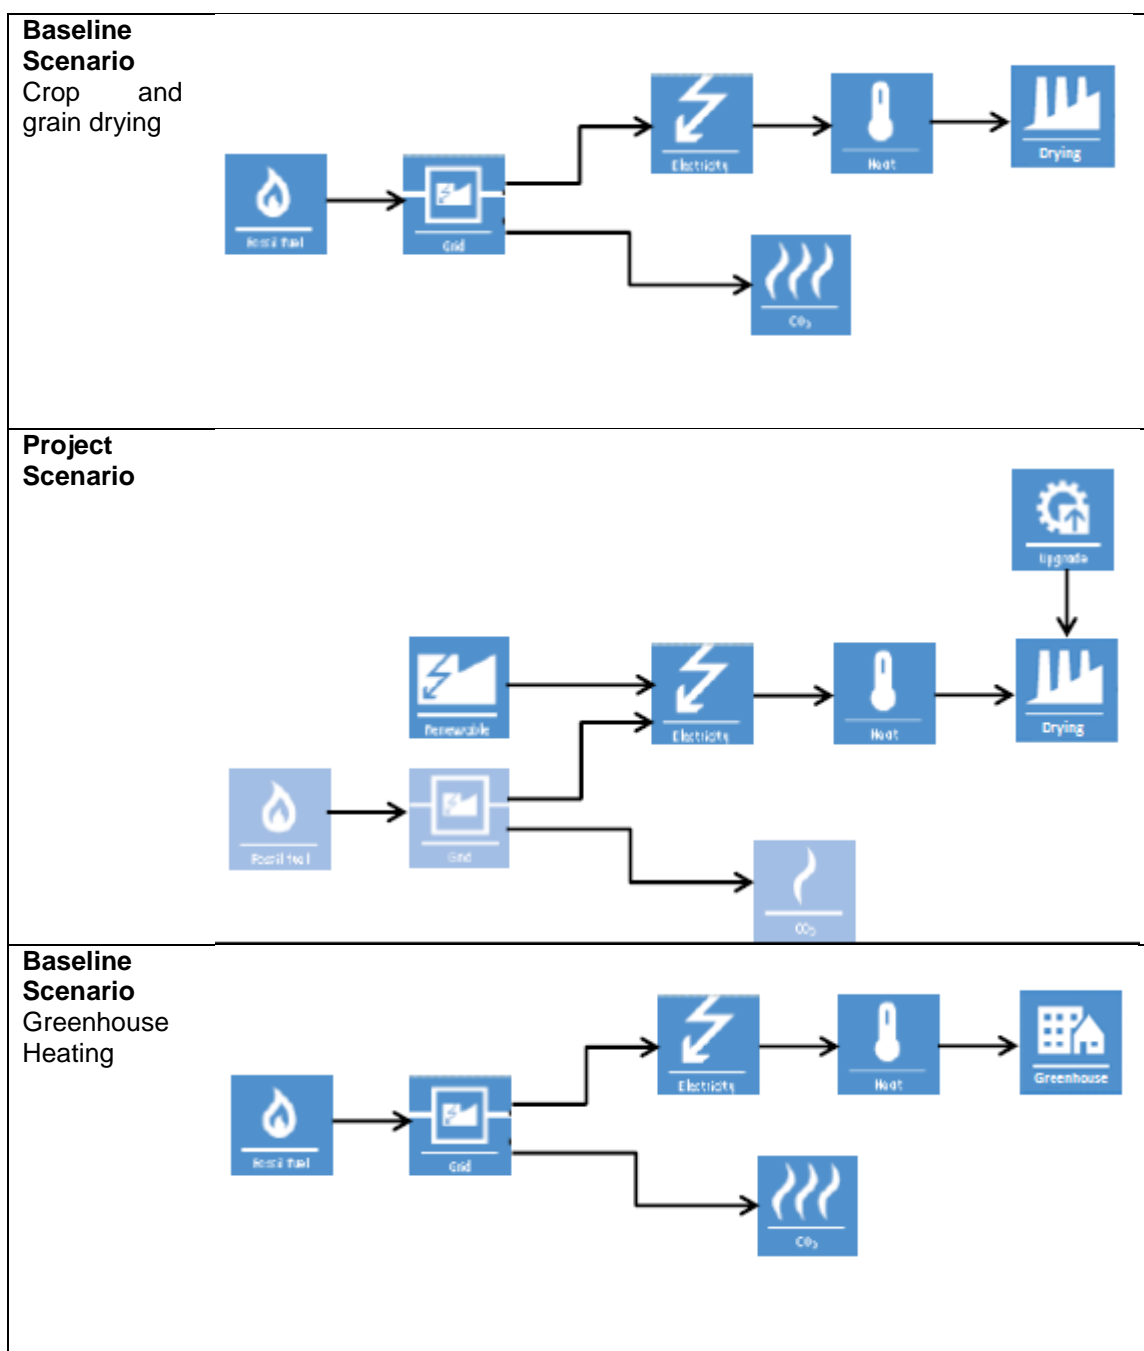 Baseline
Scenario
Crop and
grain drying
Electricity
Heat
Drying
Fossil fuel
Grid
CO₂
Project
Scenario
Upgrade
Renewable
Electricity
Heat
Drying
Fossil fuel
Grid
CO₂
Baseline
Scenario
Greenhouse
Heating
Electricity
Heat
Greenhouse
Fossil fuel
Grid
CO₂